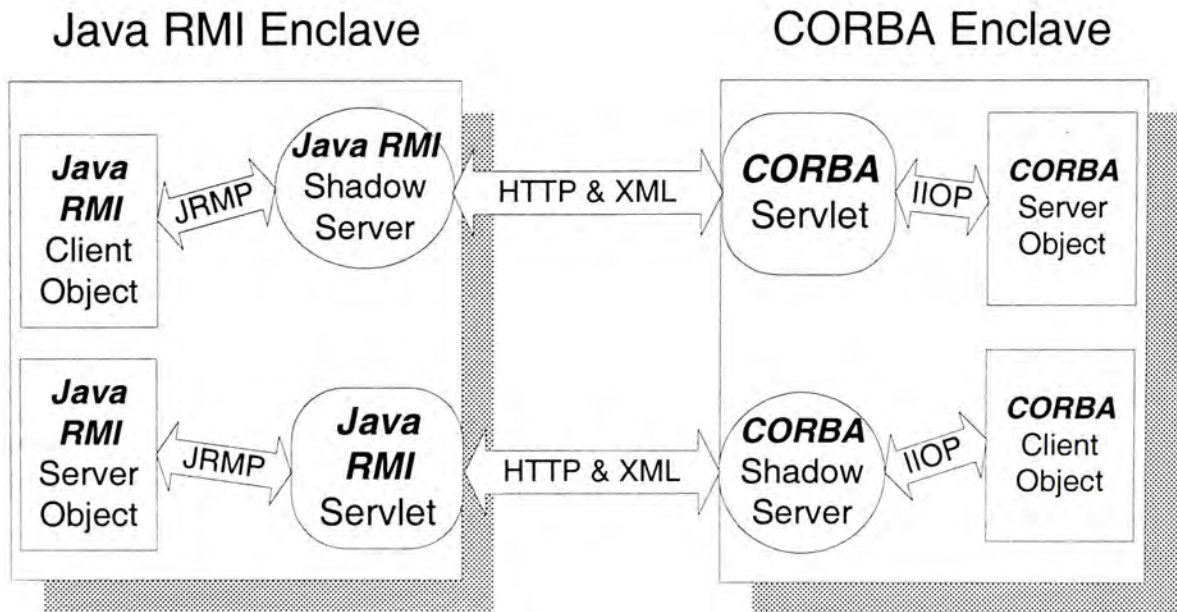 Java RMI Enclave
CORBA Enclave
Java
RMI
Client
Object
JRMP
Java RMI
Shadow
Server
HTTP & XML
CORBA
Servlet
IIOP
CORBA
Server
Object
Java
RMI
Server
Object
JRMP
Java
RMI
Servlet
HTTP & XML
CORBA
Shadow
Server
IIOP
CORBA
Client
Object